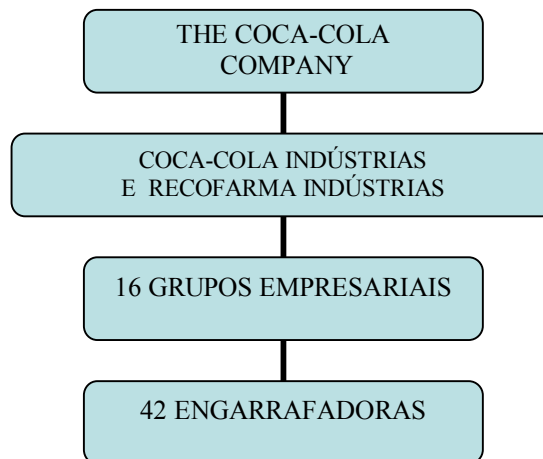 THE COCA-COLA
COMPANY
COCA-COLA INDÚSTRIAS
E RECOFARMA INDÚSTRIAS
16 GRUPOS EMPRESARIAIS
42 ENGARRAFADORAS